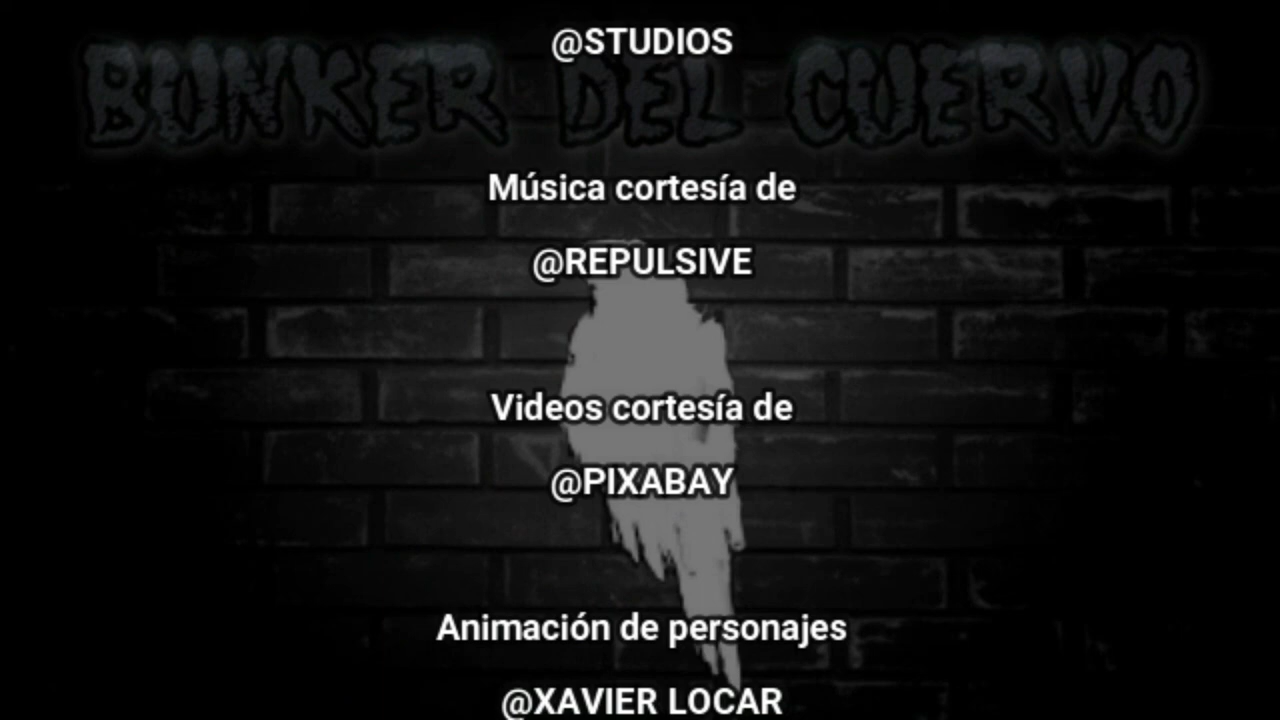 @STUDIOS
BUNKER DEL CUERVO
Música cortesía de
@REPULSIVE
Videos cortesía de
@PIXABAY
Animación de personajes
@XAVIER LOCAR